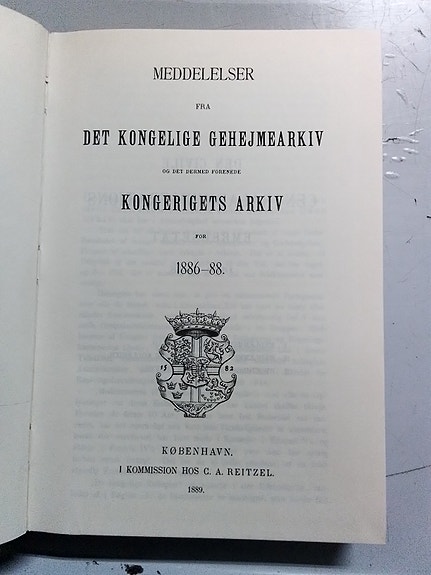 MEDDELELSER
FRA
DET KONGELIGE GEHEJMEARKIV
OG DET DERMED FORENEDE
KONGERIGETS ARKIV
FOR
1886–88.
15 82
KØBENHAVN.
I KOMMISSION HOS C. A. REITZEL.
1889.